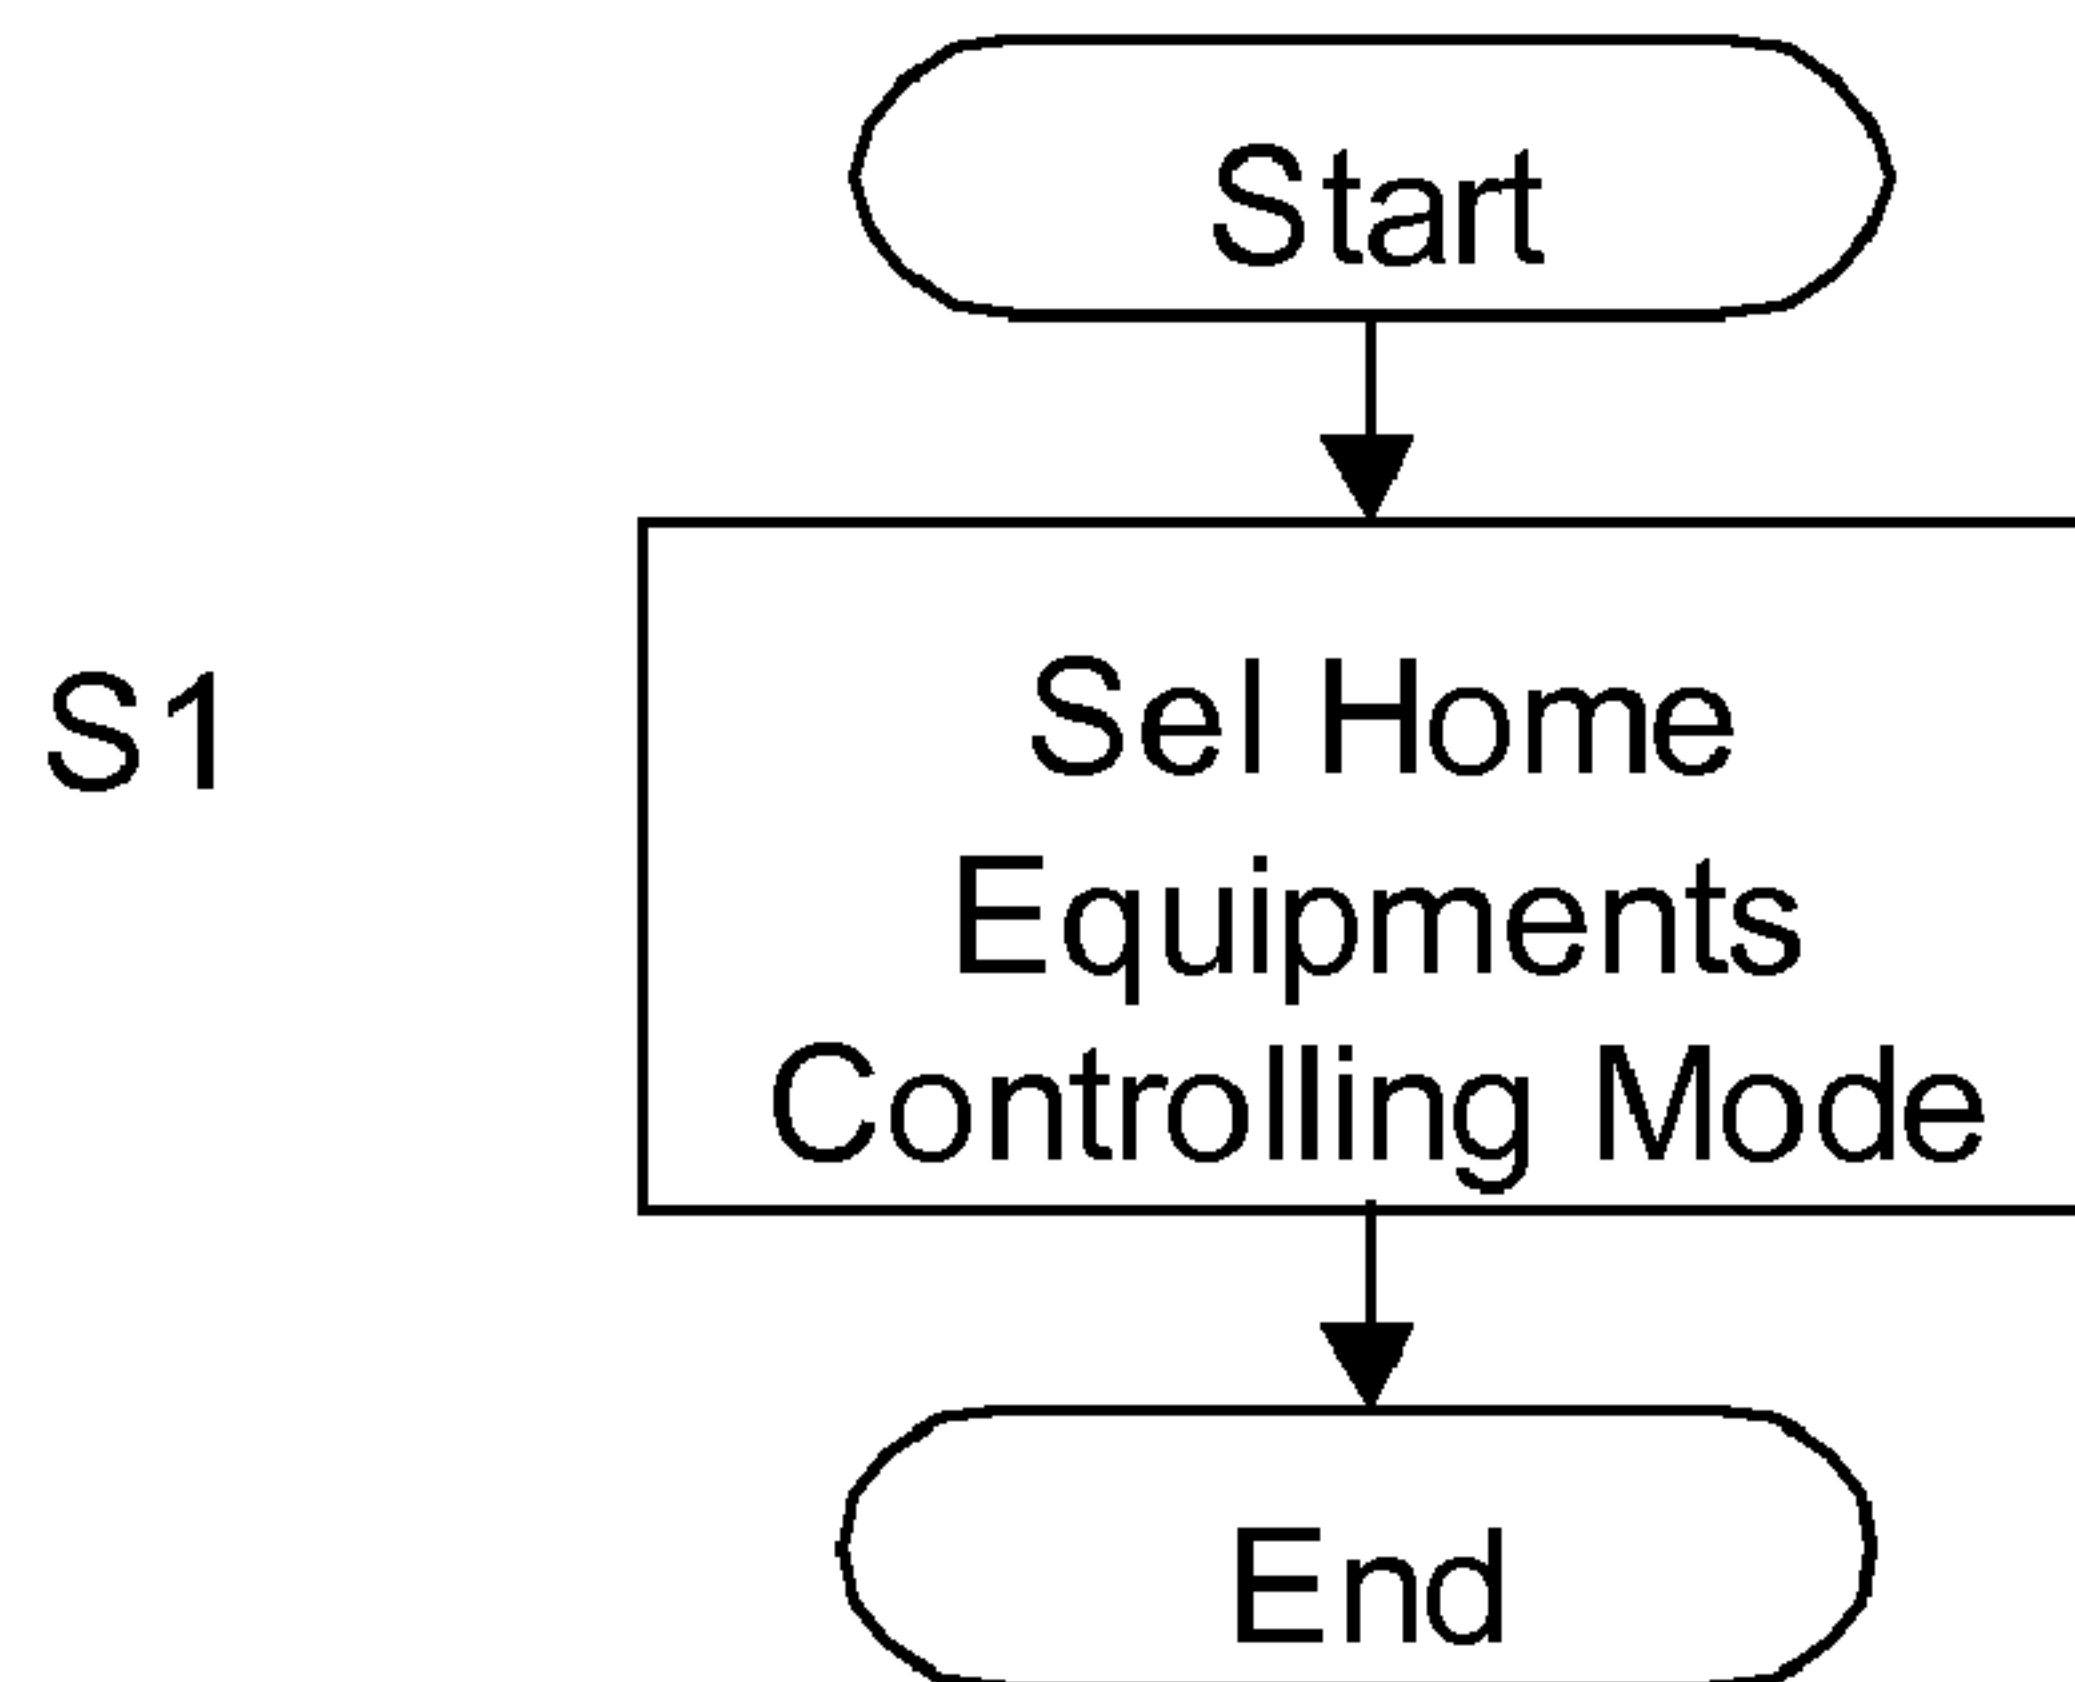 Start
S1
Sel Home
Equipments
Controlling Mode
End